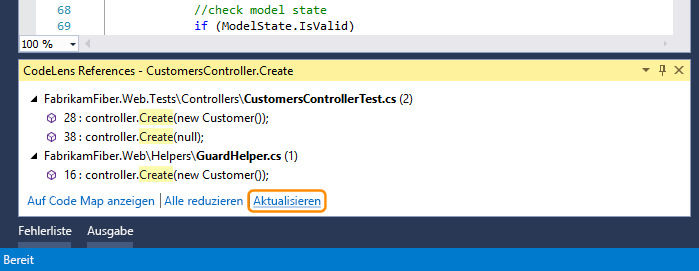 68 //check model state
69 if (ModelState.IsValid)
100 %
CodeLens References - CustomersController.Create
FabrikamFiber.Web.Tests\Controllers\CustomersControllerTest.cs (2)
28 : controller.Create(new Customer());
38 : controller.Create(null);
FabrikamFiber.Web\Helpers\GuardHelper.cs (1)
16 : controller.Create(new Customer());
Auf Code Map anzeigen | Alle reduzieren | Aktualisieren
Fehlerliste Ausgabe
Bereit